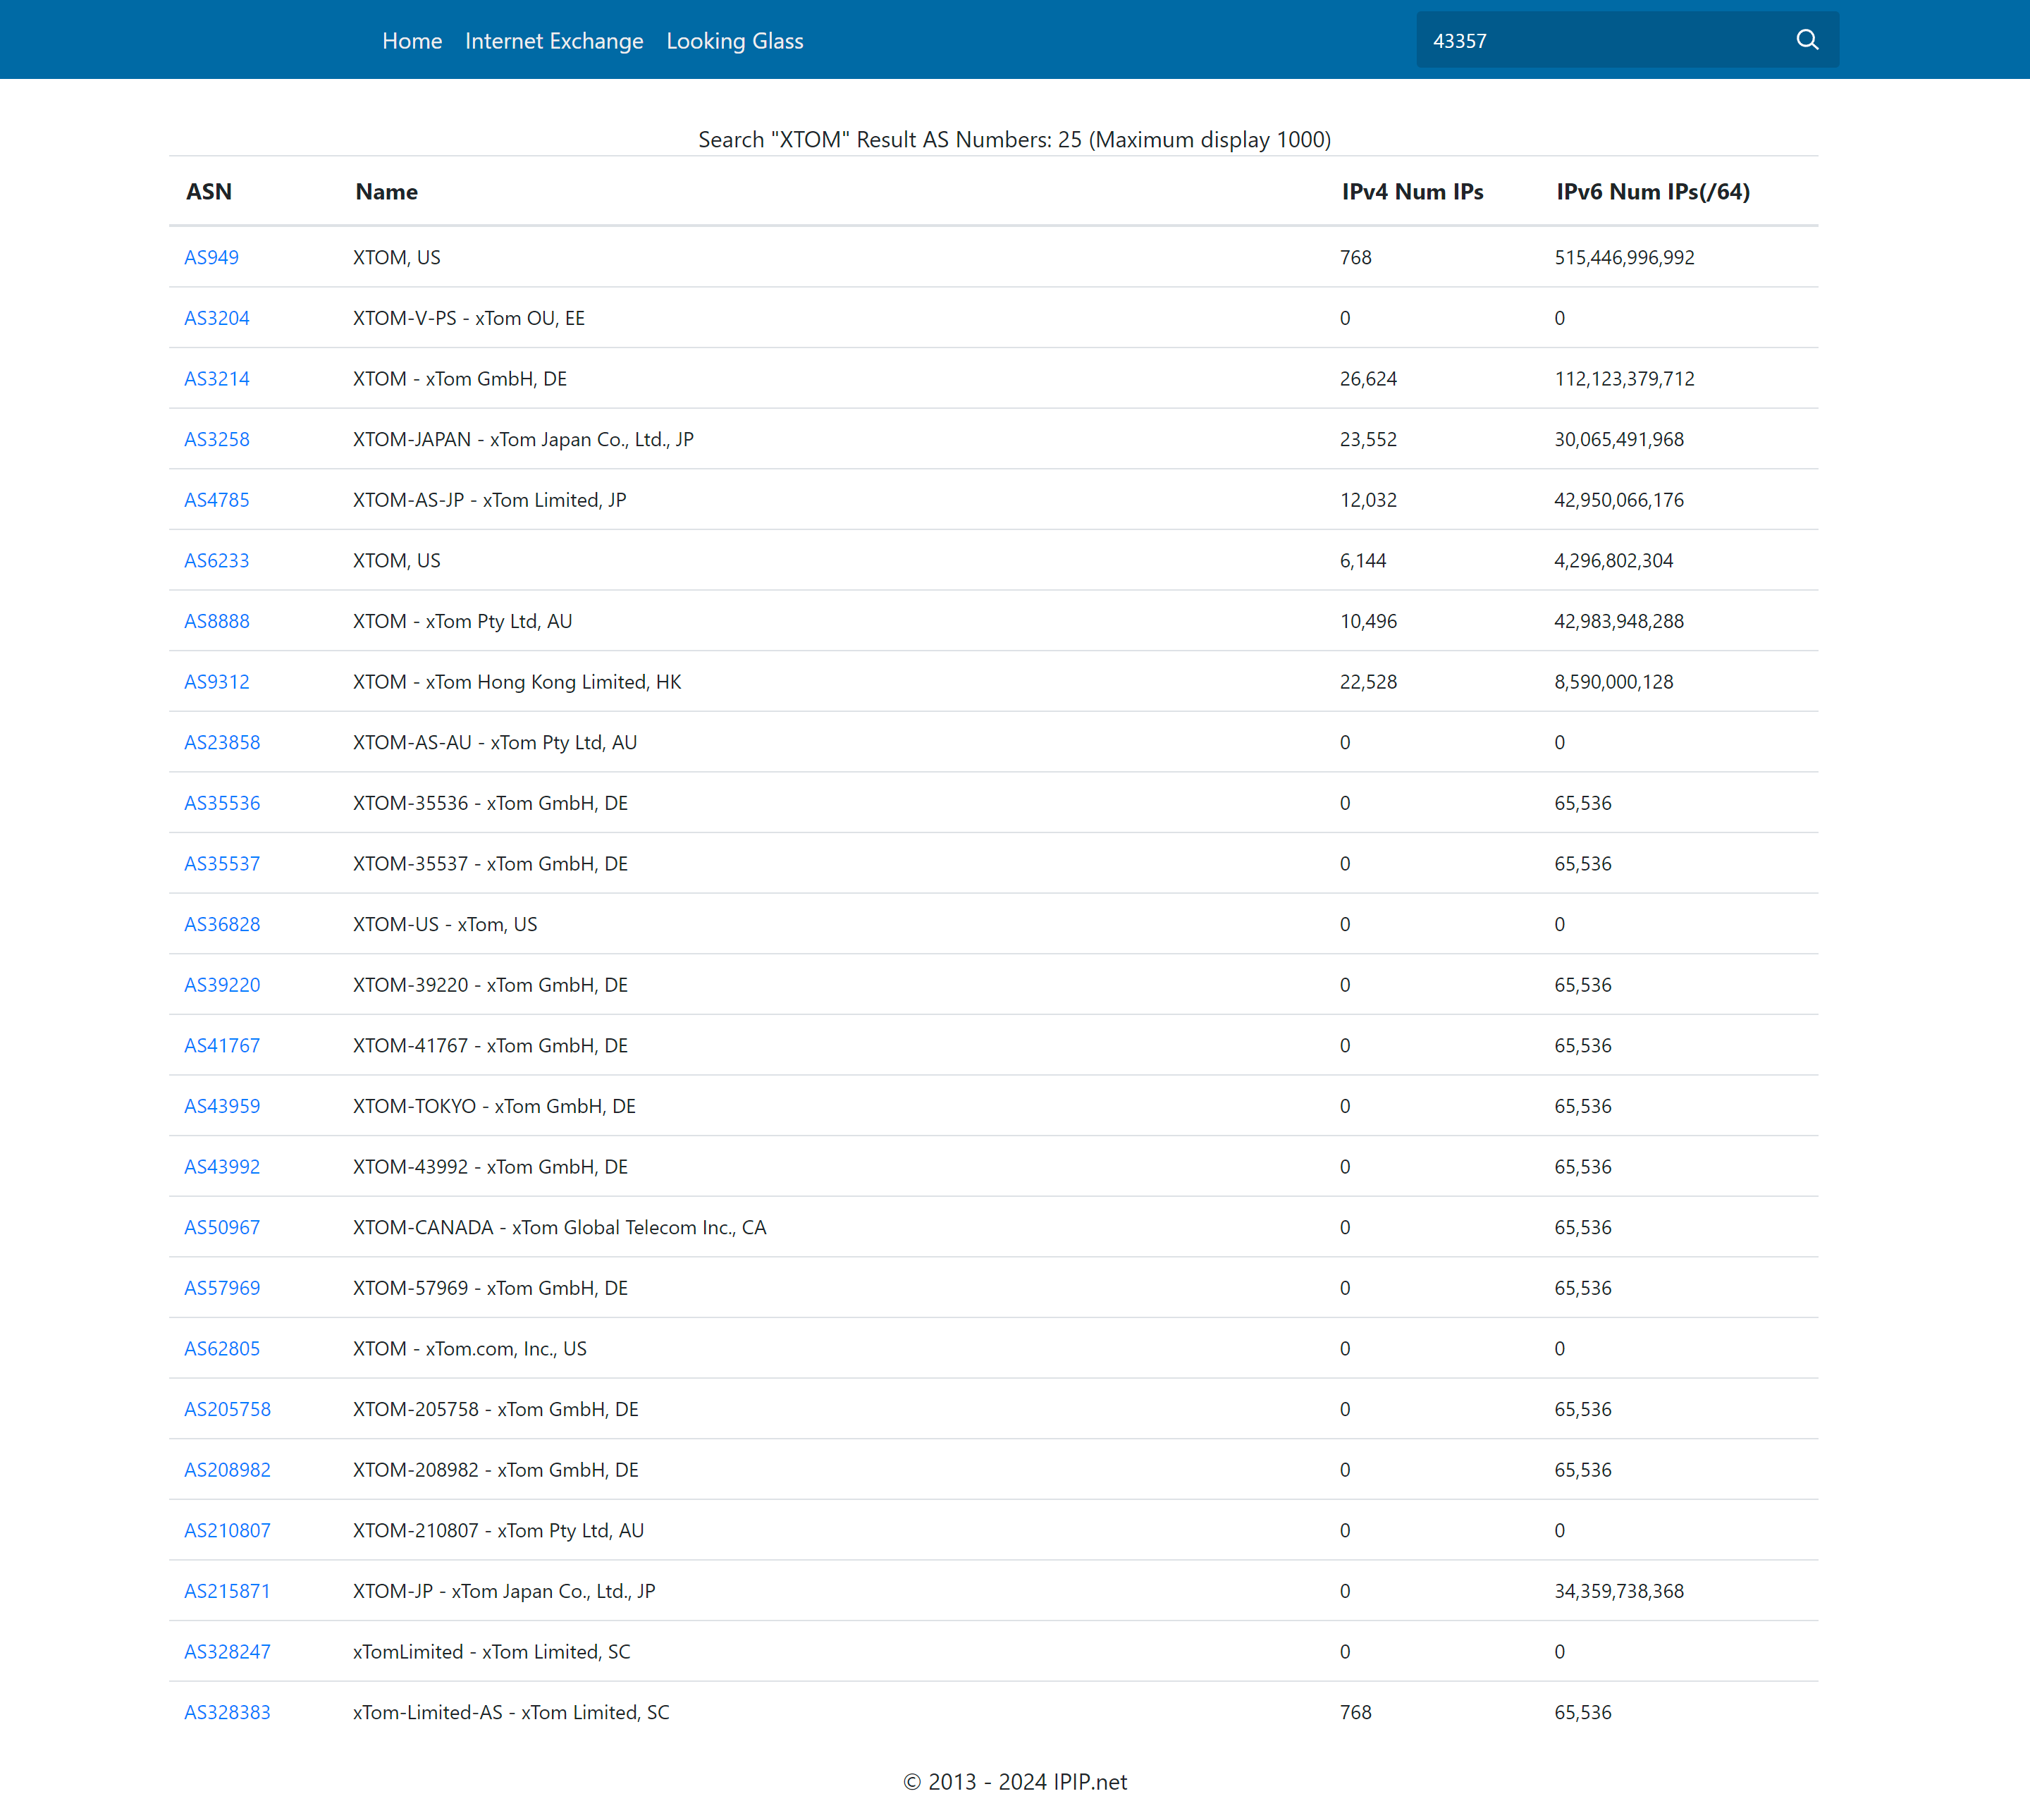 Home Internet Exchange Looking Glass 43357
Search "XTOM" Result AS Numbers: 25 (Maximum display 1000)
ASN Name IPv4 Num IPs IPv6 Num IPs(/64)
AS949 XTOM, US 768 515,446,996,992
AS3204 XTOM-V-PS - xTom OU, EE 0 0
AS3214 XTOM - xTom GmbH, DE 26,624 112,123,379,712
AS3258 XTOM-JAPAN - xTom Japan Co., Ltd., JP 23,552 30,065,491,968
AS4785 XTOM-AS-JP - xTom Limited, JP 12,032 42,950,066,176
AS6233 XTOM, US 6,144 4,296,802,304
AS8888 XTOM - xTom Pty Ltd, AU 10,496 42,983,948,288
AS9312 XTOM - xTom Hong Kong Limited, HK 22,528 8,590,000,128
AS23858 XTOM-AS-AU - xTom Pty Ltd, AU 0 0
AS35536 XTOM-35536 - xTom GmbH, DE 0 65,536
AS35537 XTOM-35537 - xTom GmbH, DE 0 65,536
AS36828 XTOM-US - xTom, US 0 0
AS39220 XTOM-39220 - xTom GmbH, DE 0 65,536
AS41767 XTOM-41767 - xTom GmbH, DE 0 65,536
AS43959 XTOM-TOKYO - xTom GmbH, DE 0 65,536
AS43992 XTOM-43992 - xTom GmbH, DE 0 65,536
AS50967 XTOM-CANADA - xTom Global Telecom Inc., CA 0 65,536
AS57969 XTOM-57969 - xTom GmbH, DE 0 65,536
AS62805 XTOM - xTom.com, Inc., US 0 0
AS205758 XTOM-205758 - xTom GmbH, DE 0 65,536
AS208982 XTOM-208982 - xTom GmbH, DE 0 65,536
AS210807 XTOM-210807 - xTom Pty Ltd, AU 0 0
AS215871 XTOM-JP - xTom Japan Co., Ltd., JP 0 34,359,738,368
AS328247 xTomLimited - xTom Limited, SC 0 0
AS328383 xTom-Limited-AS - xTom Limited, SC 768 65,536
© 2013 - 2024 IPIP.net